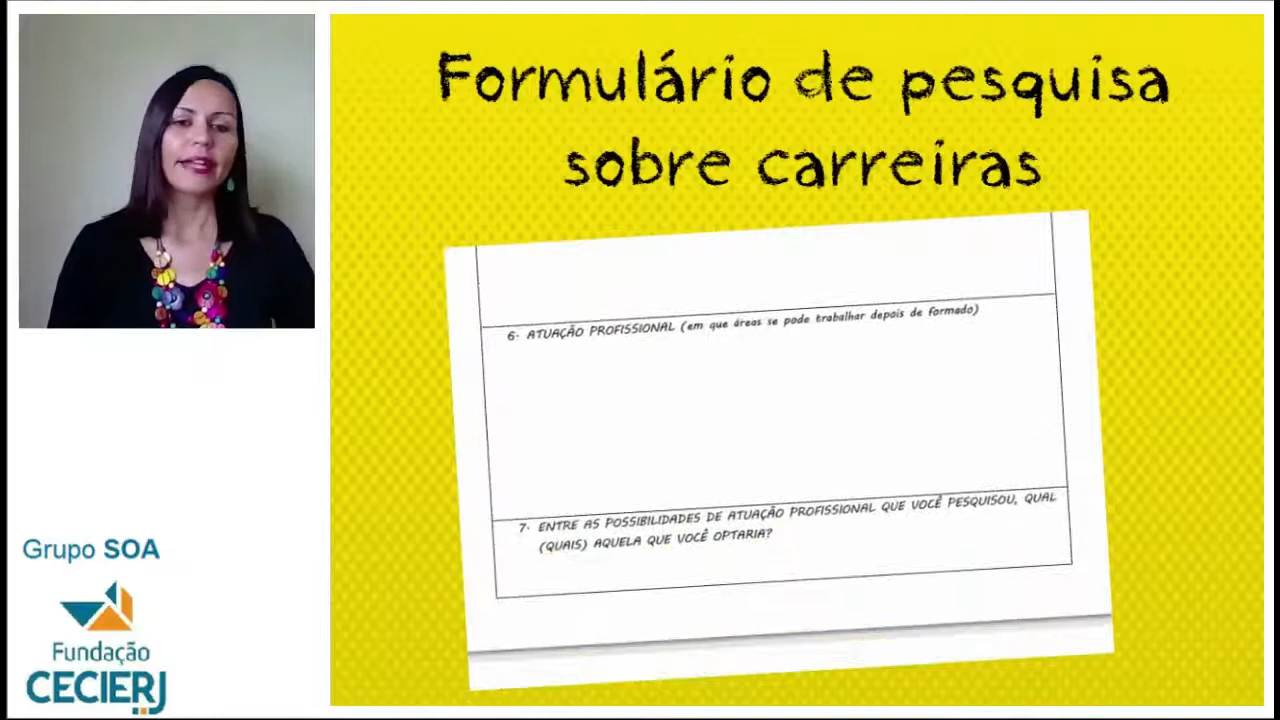 Formulário de pesquisa
sobre carreiras
6. ATUAÇÃO PROFISSIONAL (em que áreas se pode trabalhar depois de formado)
7. ENTRE AS POSSIBILIDADES DE ATUAÇÃO PROFISSIONAL QUE VOCÊ PESQUISOU, QUAL
(QUAIS) AQUELA QUE VOCÊ OPTARIA?
Grupo SOA
Fundação
CECIERJ